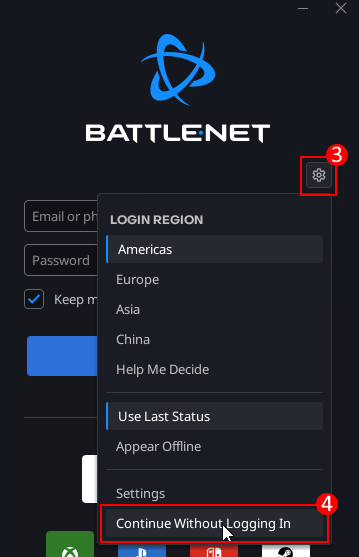 BATTLE.NET
3
Email or ph
LOGIN REGION
Americas
Password
Europe
Keep m
Asia
China
Help Me Decide
Use Last Status
Appear Offline
Settings
4
Continue Without Logging In